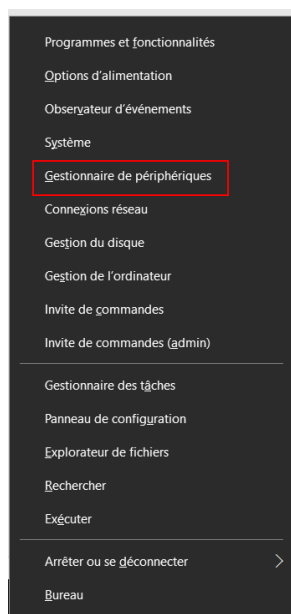 Programmes et fonctionnalités
Options d'alimentation
Observateur d'événements
Système
Gestionnaire de périphériques
Connexions réseau
Gestion du disque
Gestion de l'ordinateur
Invite de commandes
Invite de commandes (admin)
Gestionnaire des tâches
Panneau de configuration
Explorateur de fichiers
Rechercher
Exécuter
Arrêter ou se déconnecter
Bureau